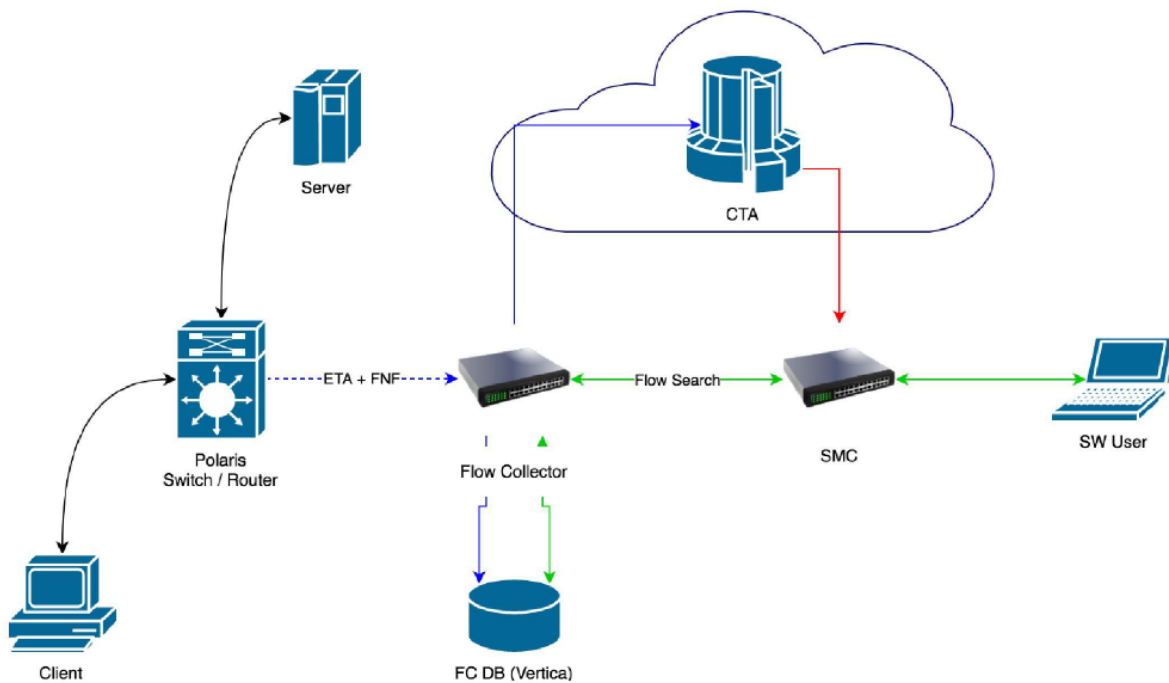 Server
CTA
ETA + FNF
Flow Search
Polaris
Switch / Router
Flow Collector
SMC
SW User
Client
FC DB (Vertica)